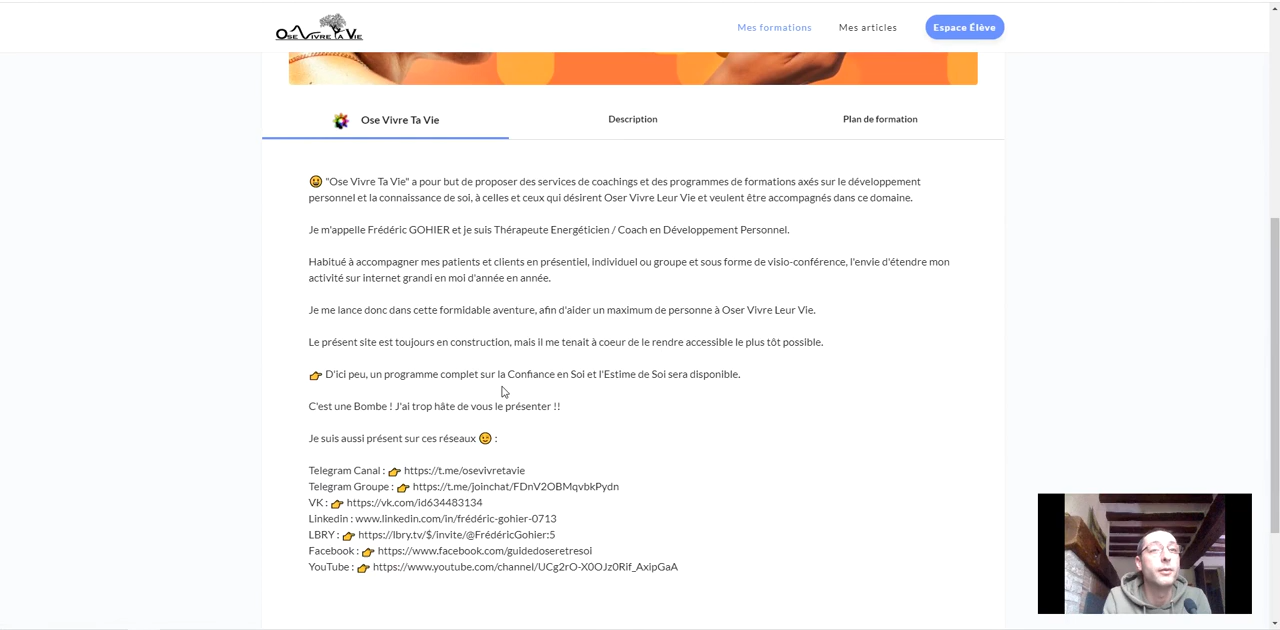 OSE VIVRE TA VIE
Mes formations
Mes articles
Espace Élève
Ose Vivre Ta Vie
Description
Plan de formation
😀 "Ose Vivre Ta Vie" a pour but de proposer des services de coachings et des programmes de formations axés sur le développement
personnel et la connaissance de soi, à celles et ceux qui désirent Oser Vivre Leur Vie et veulent être accompagnés dans ce domaine.
Je m'appelle Frédéric GOHIER et je suis Thérapeute Energéticien / Coach en Développement Personnel.
Habitué à accompagner mes patients et clients en présentiel, individuel ou groupe et sous forme de visio-conférence, l'envie d'étendre mon
activité sur internet grandi en moi d'année en année.
Je me lance donc dans cette formidable aventure, afin d'aider un maximum de personne à Oser Vivre Leur Vie.
Le présent site est toujours en construction, mais il me tenait à coeur de le rendre accessible le plus tôt possible.
👉 D'ici peu, un programme complet sur la Confiance en Soi et l'Estime de Soi sera disponible.
C'est une Bombe ! J'ai trop hâte de vous le présenter !!
Je suis aussi présent sur ces réseaux 😉 :
Telegram Canal : 👉 https://t.me/osevivretavie
Telegram Groupe : 👉 https://t.me/joinchat/FDnV2OBMqvbkPydn
VK : 👉 https://vk.com/id634483134
Linkedin : www.linkedin.com/in/frédéric-gohier-0713
LBRY : 👉 https://lbry.tv/$/invite/@FrédéricGohier:5
Facebook : 👉 https://www.facebook.com/guidedoseretresoi
YouTube : 👉 https://www.youtube.com/channel/UCg2rO-X0OJz0Rif_AxipGaA